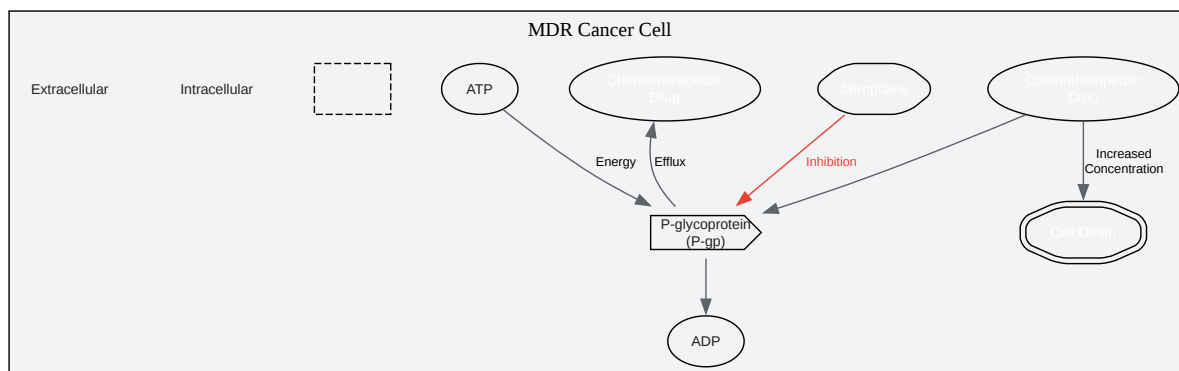 MDR Cancer Cell
Extracellular
Intracellular
ATP
Chemotherapeutic
Drug
Jatrophane
Chemotherapeutic
Drug
Energy
Efflux
Inhibition
Increased
Concentration
P-glycoprotein
(P-gp)
Cell Death
ADP